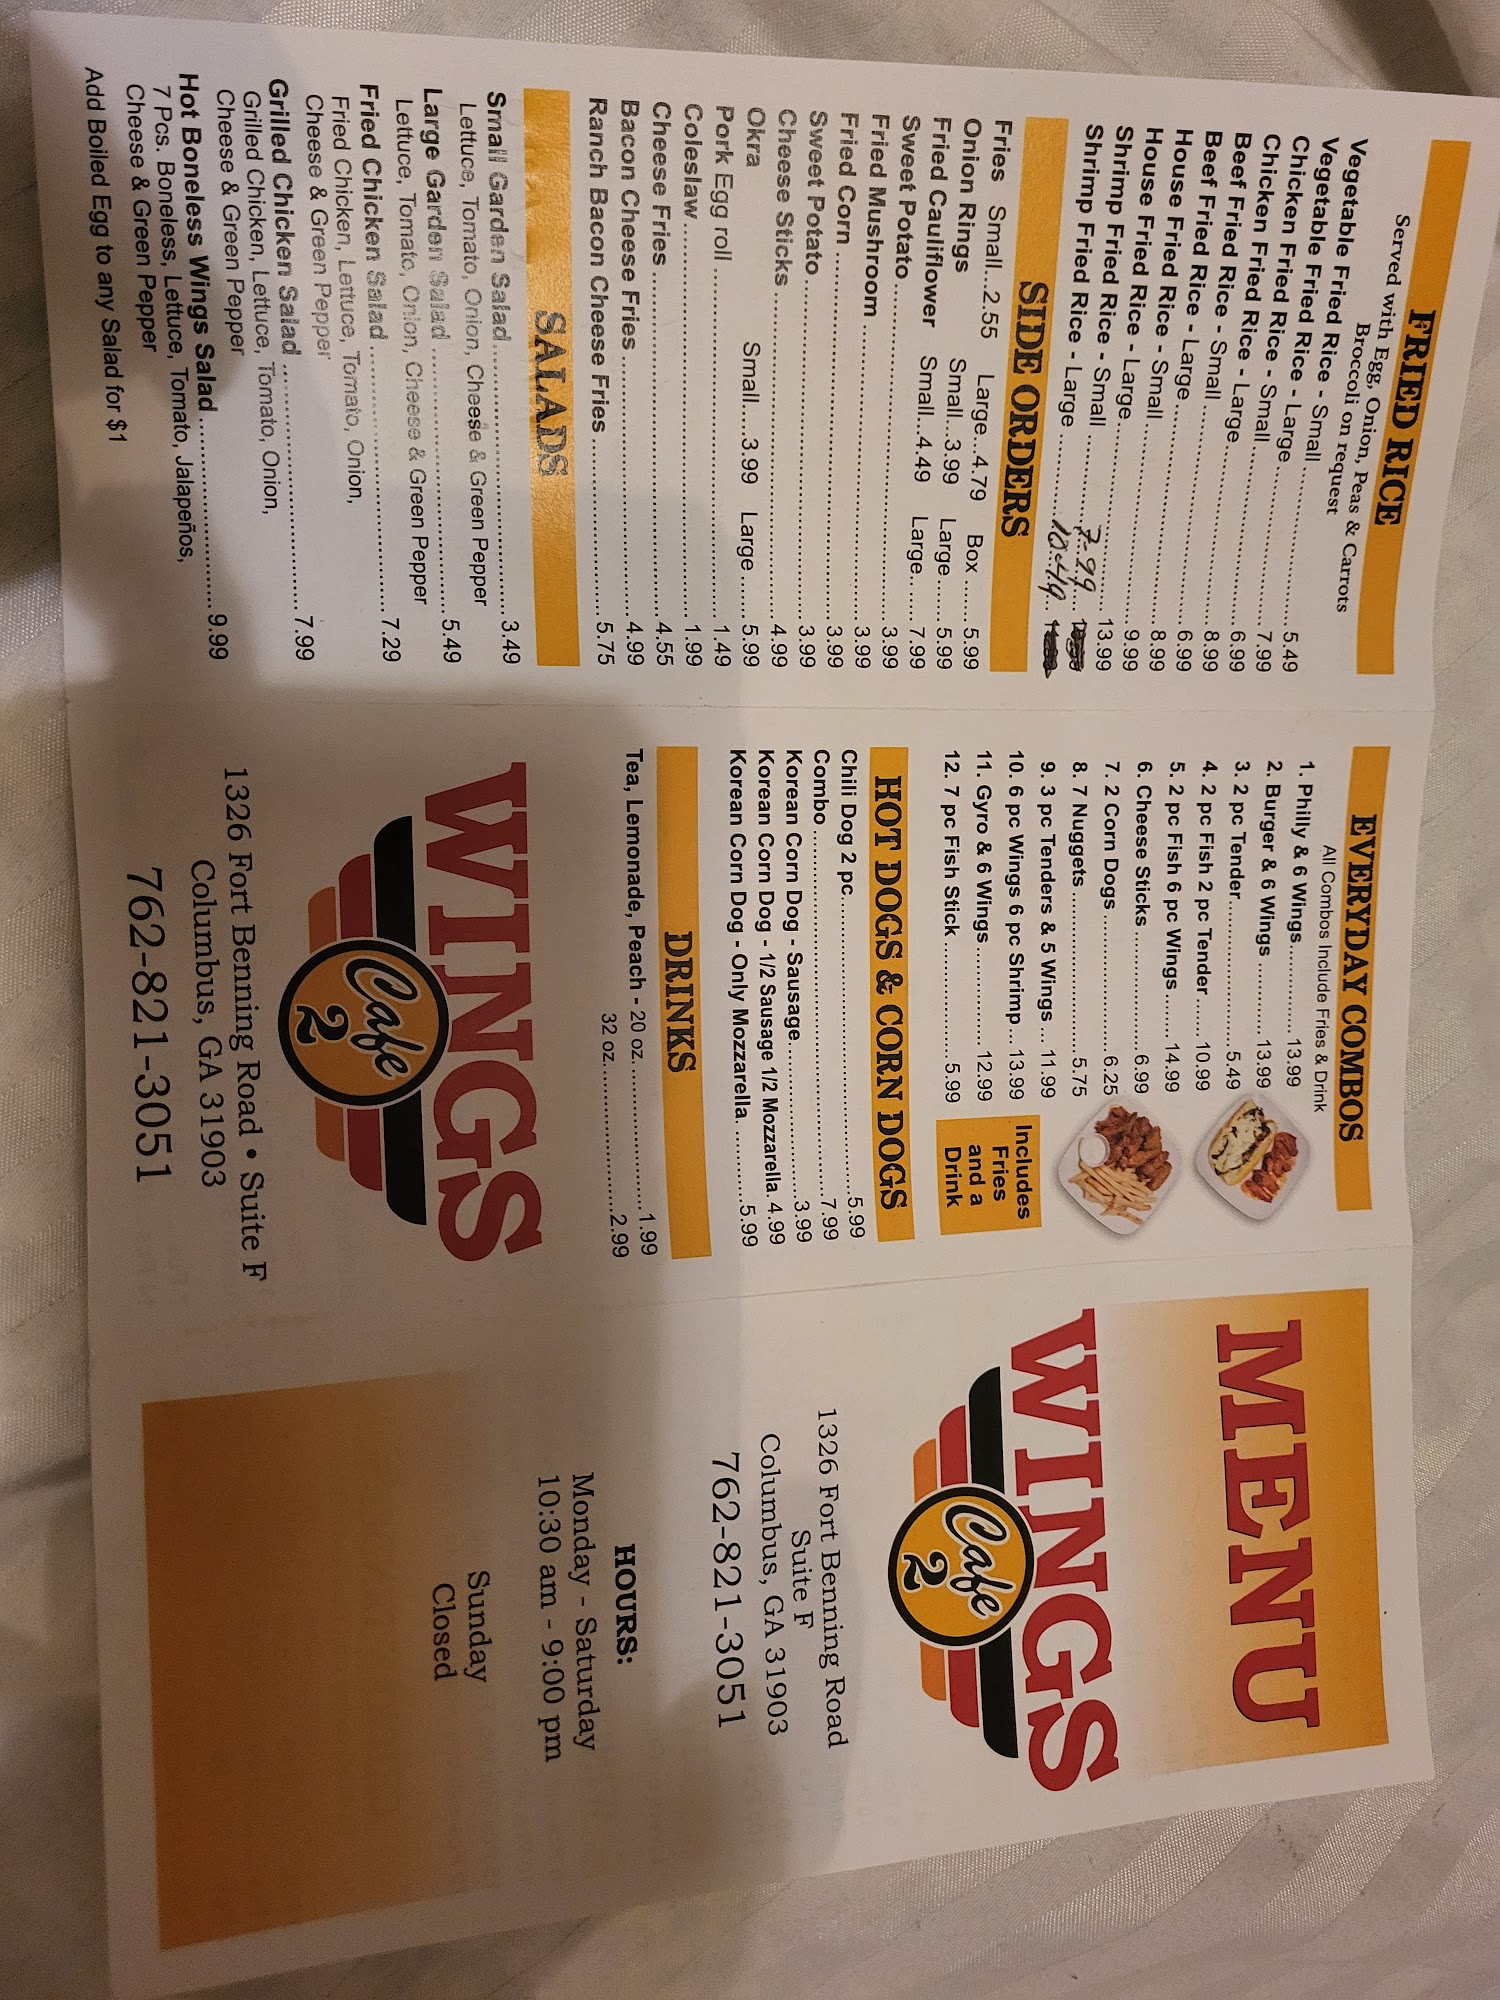 FRIED RICE
Served with Egg, Onion, Peas & Carrots
Broccoli on request
Vegetable Fried Rice - Small ........ 5.49
Vegetable Fried Rice - Large ........ 7.99
Chicken Fried Rice - Small ........ 6.99
Chicken Fried Rice - Large ........ 8.99
Beef Fried Rice - Small ........ 6.99
Beef Fried Rice - Large ........ 8.99
House Fried Rice - Small ........ 9.99
House Fried Rice - Large ........ 13.99
Shrimp Fried Rice - Small ........ 7.99
Shrimp Fried Rice - Large ........ 10.49
SIDE ORDERS
Fries Small...2.55 Large..4.79 Box ......5.99
Onion Rings Small...3.99 Large......5.99
Fried Cauliflower Small...4.49 Large......7.99
Sweet Potato........ 3.99
Fried Mushroom ........ 3.99
Fried Corn ........ 3.99
Sweet Potato........ 3.99
Cheese Sticks ........ 4.99
Okra Small....3.99 Large ......5.99
Pork Egg roll ........ 1.49
Coleslaw ........ 1.99
Cheese Fries ........ 4.55
Bacon Cheese Fries ........ 4.99
Ranch Bacon Cheese Fries ........ 5.75
SALADS
Small Garden Salad ........ 3.49
Lettuce, Tomato, Onion, Cheese & Green Pepper
Large Garden Salad ........ 5.49
Lettuce, Tomato, Onion, Cheese & Green Pepper
Fried Chicken Salad ........ 7.29
Fried Chicken, Lettuce, Tomato, Onion,
Cheese & Green Pepper
Grilled Chicken Salad ........ 7.99
Grilled Chicken, Lettuce, Tomato, Onion,
Cheese & Green Pepper
Hot Boneless Wings Salad ........ 9.99
7 Pcs. Boneless, Lettuce, Tomato, Jalapeños,
Cheese & Green Pepper
Add Boiled Egg to any Salad for $1
EVERYDAY COMBOS
All Combos Include Fries & Drink
1. Philly & 6 Wings........ 13.99
2. Burger & 6 Wings ........ 13.99
3. 2 pc Tender........ 5.49
4. 2 pc Fish 2 pc Tender ........ 10.99
5. 2 pc Fish 6 pc Wings ........ 14.99
6. Cheese Sticks ........ 6.99
7. 2 Corn Dogs ........ 6.25
8. 7 Nuggets ........ 5.75
9. 3 pc Tenders & 5 Wings ... 11.99
10. 6 pc Wings 6 pc Shrimp ... 13.99
11. Gyro & 6 Wings ........ 12.99
12. 7 pc Fish Stick ........ 5.99
Includes
Fries
and a
Drink
HOT DOGS & CORN DOGS
Chili Dog 2 pc........ 5.99
Combo ........ 7.99
Korean Corn Dog - Sausage........ 3.99
Korean Corn Dog - 1/2 Sausage 1/2 Mozzarella. 4.99
Korean Corn Dog - Only Mozzarella. ........ 5.99
DRINKS
Tea, Lemonade, Peach - 20 oz. ........ 1.99
32 oz. ........ 2.99
WINGS
Cafe
2
1326 Fort Benning Road • Suite F
Columbus, GA 31903
762-821-3051
MENU
WINGS
Cafe
2
1326 Fort Benning Road
Suite F
Columbus, GA 31903
762-821-3051
HOURS:
Monday - Saturday
10:30 am - 9:00 pm
Sunday
Closed